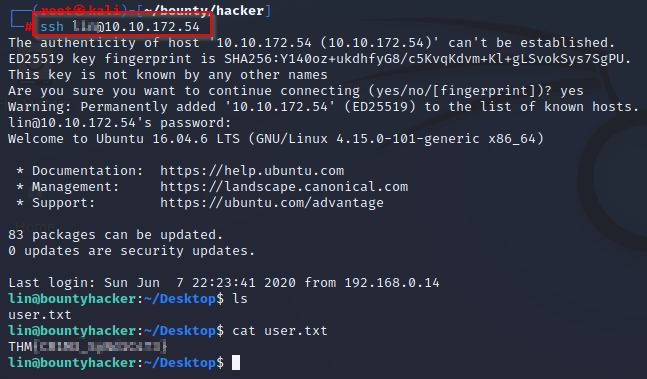 ┌──(root㉿kali)-[~/bounty/hacker]
└─# ssh @10.10.172.54
The authenticity of host '10.10.172.54 (10.10.172.54)' can't be established.
ED25519 key fingerprint is SHA256:Y140oz+ukdhfyG8/c5KvqKdvm+Kl+gLSvokSys7SgPU.
This key is not known by any other names
Are you sure you want to continue connecting (yes/no/[fingerprint])? yes
Warning: Permanently added '10.10.172.54' (ED25519) to the list of known hosts.
lin@10.10.172.54's password:
Welcome to Ubuntu 16.04.6 LTS (GNU/Linux 4.15.0-101-generic x86_64)
* Documentation:  https://help.ubuntu.com
* Management:     https://landscape.canonical.com
* Support:        https://ubuntu.com/advantage
83 packages can be updated.
0 updates are security updates.
Last login: Sun Jun  7 22:23:41 2020 from 192.168.0.14
lin@bountyhacker:~/Desktop$ ls
user.txt
lin@bountyhacker:~/Desktop$ cat user.txt
THM
lin@bountyhacker:~/Desktop$